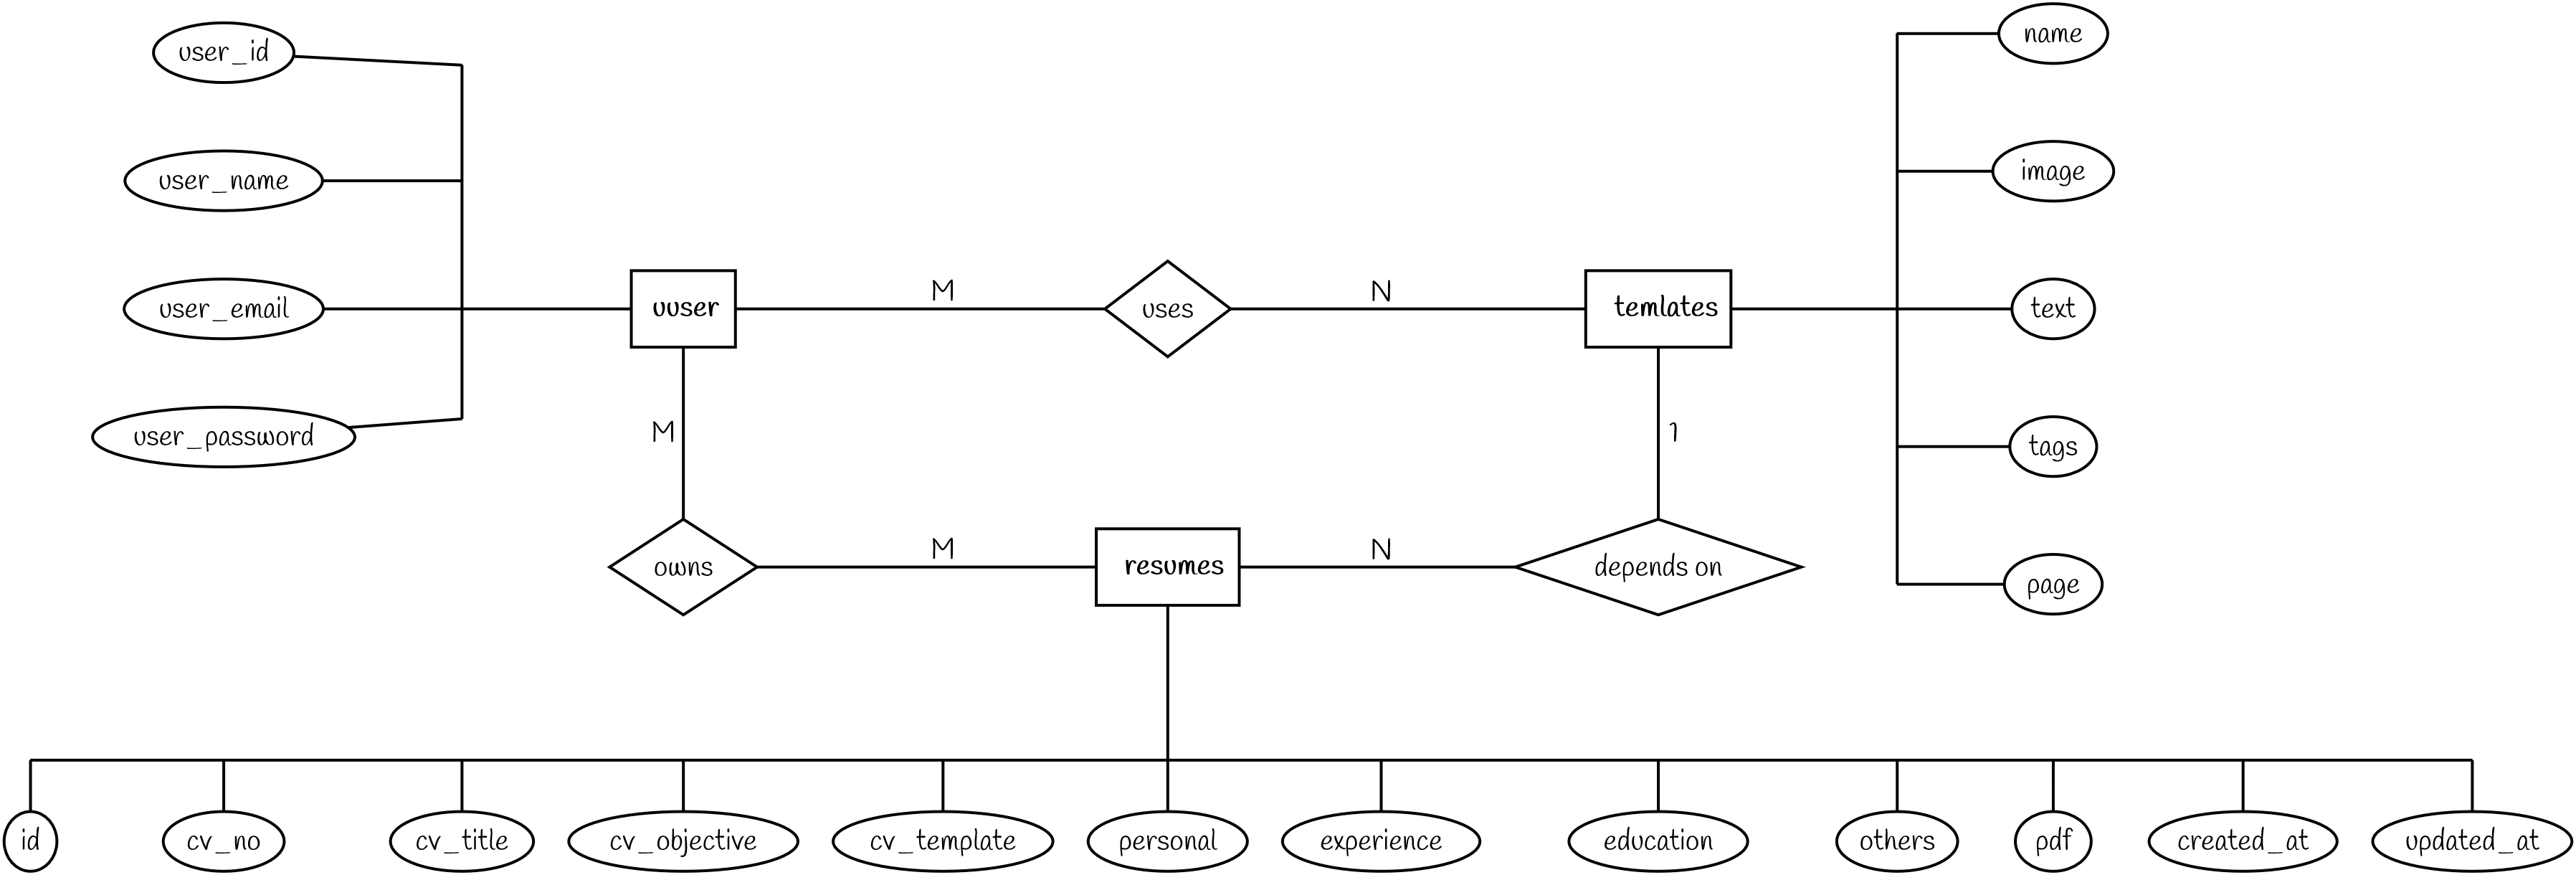 name
user_id
image
user_name
M
N
user_email
uuser
uses
temlates
text
user_password
M
1
tags
M
N
owns
resumes
depends on
page
id
cv_no
cv_title
cv_objective
cv_template
personal
experience
education
others
pdf
created_at
updated_at